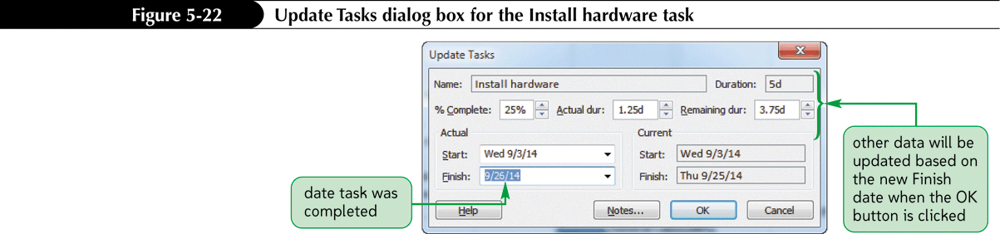 Figure 5-22 Update Tasks dialog box for the Install hardware task
Update Tasks
Name: Install hardware Duration: 5d
% Complete: 25% Actual dur: 1.25d Remaining dur: 3.75d
Actual Current
Start: Wed 9/3/14 Start: Wed 9/3/14
Finish: 9/26/14 Finish: Thu 9/25/14
Help Notes... OK Cancel
date task was
completed
other data will be
updated based on
the new Finish
date when the OK
button is clicked